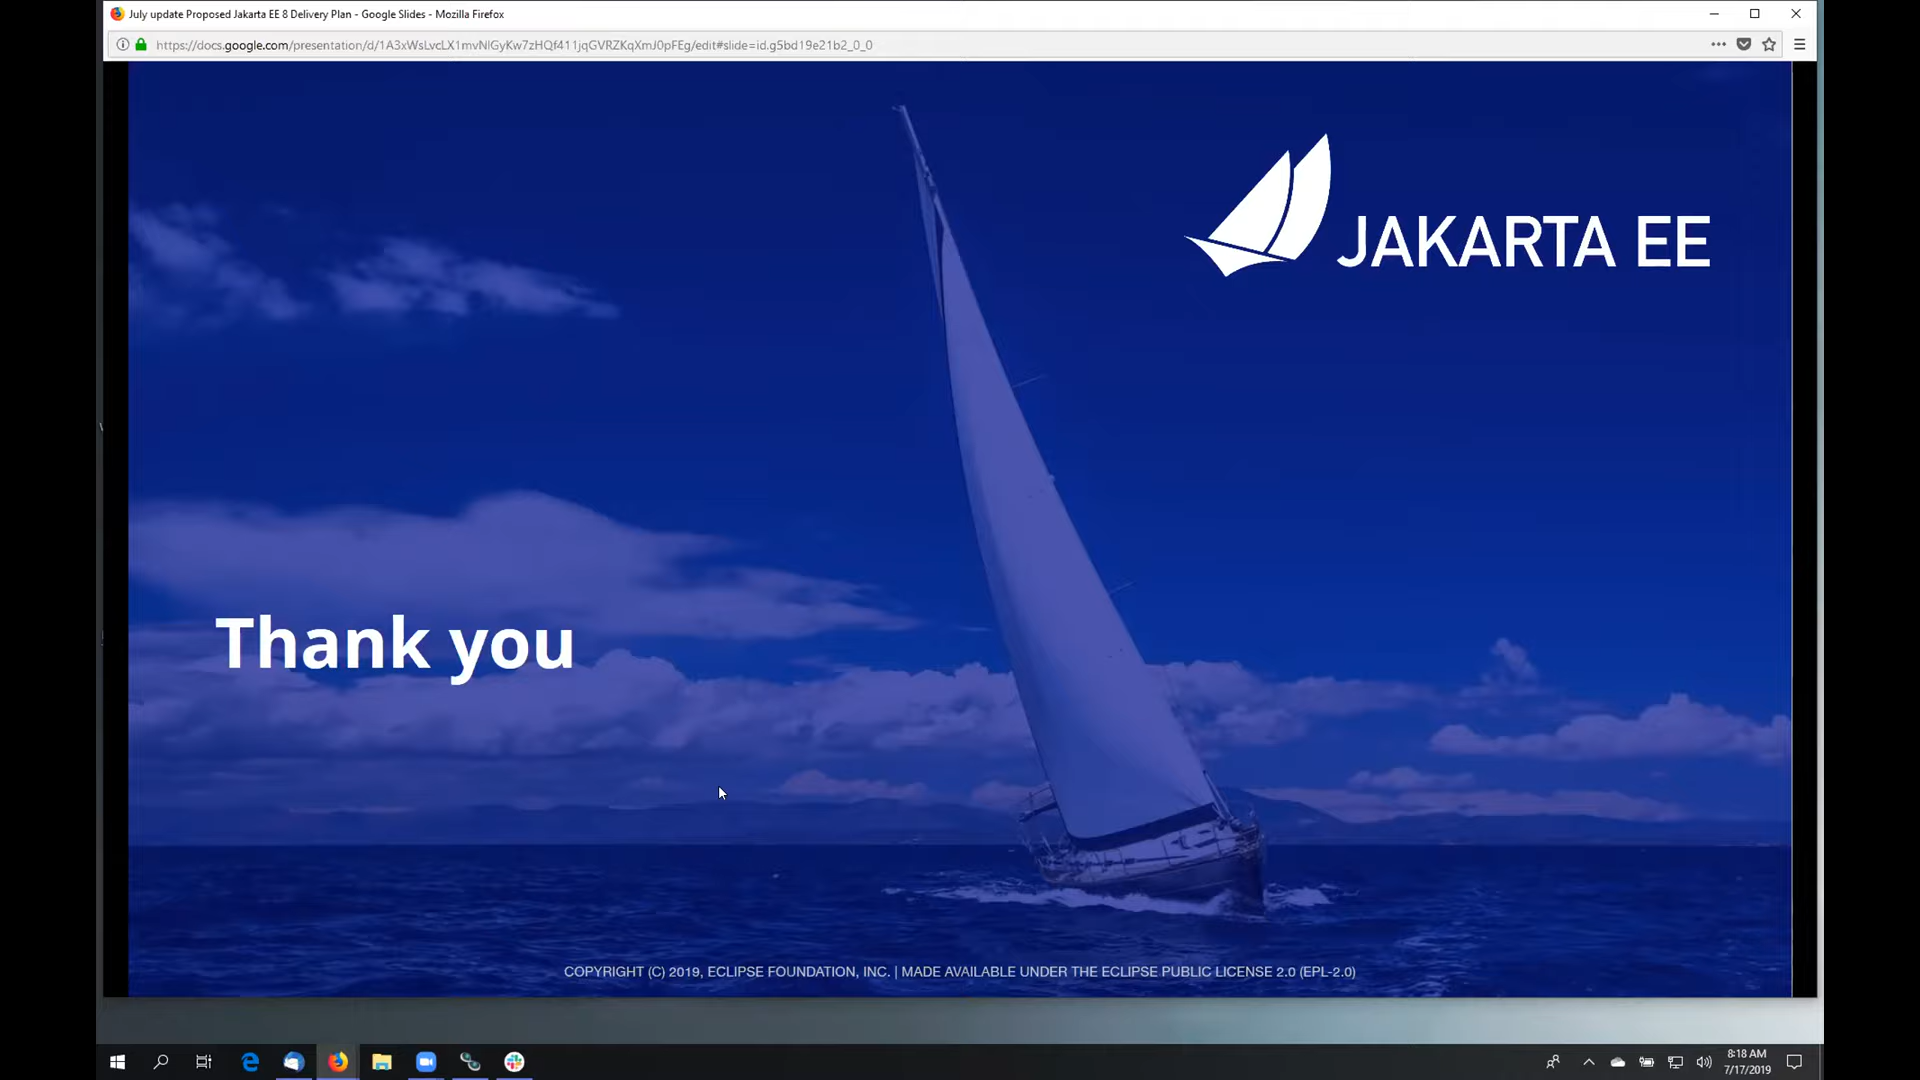 July update Proposed Jakarta EE 8 Delivery Plan - Google Slides - Mozilla Firefox
https://docs.google.com/presentation/d/1A3xWsLvcLX1mvNlGyKw7zHQf411jqGVRZKqXmJ0pFEg/edit#slide=id.g5bd19e21b2_0_0
JAKARTA EE
Thank you
COPYRIGHT (C) 2019, ECLIPSE FOUNDATION, INC. | MADE AVAILABLE UNDER THE ECLIPSE PUBLIC LICENSE 2.0 (EPL-2.0)
8:18 AM
7/17/2019